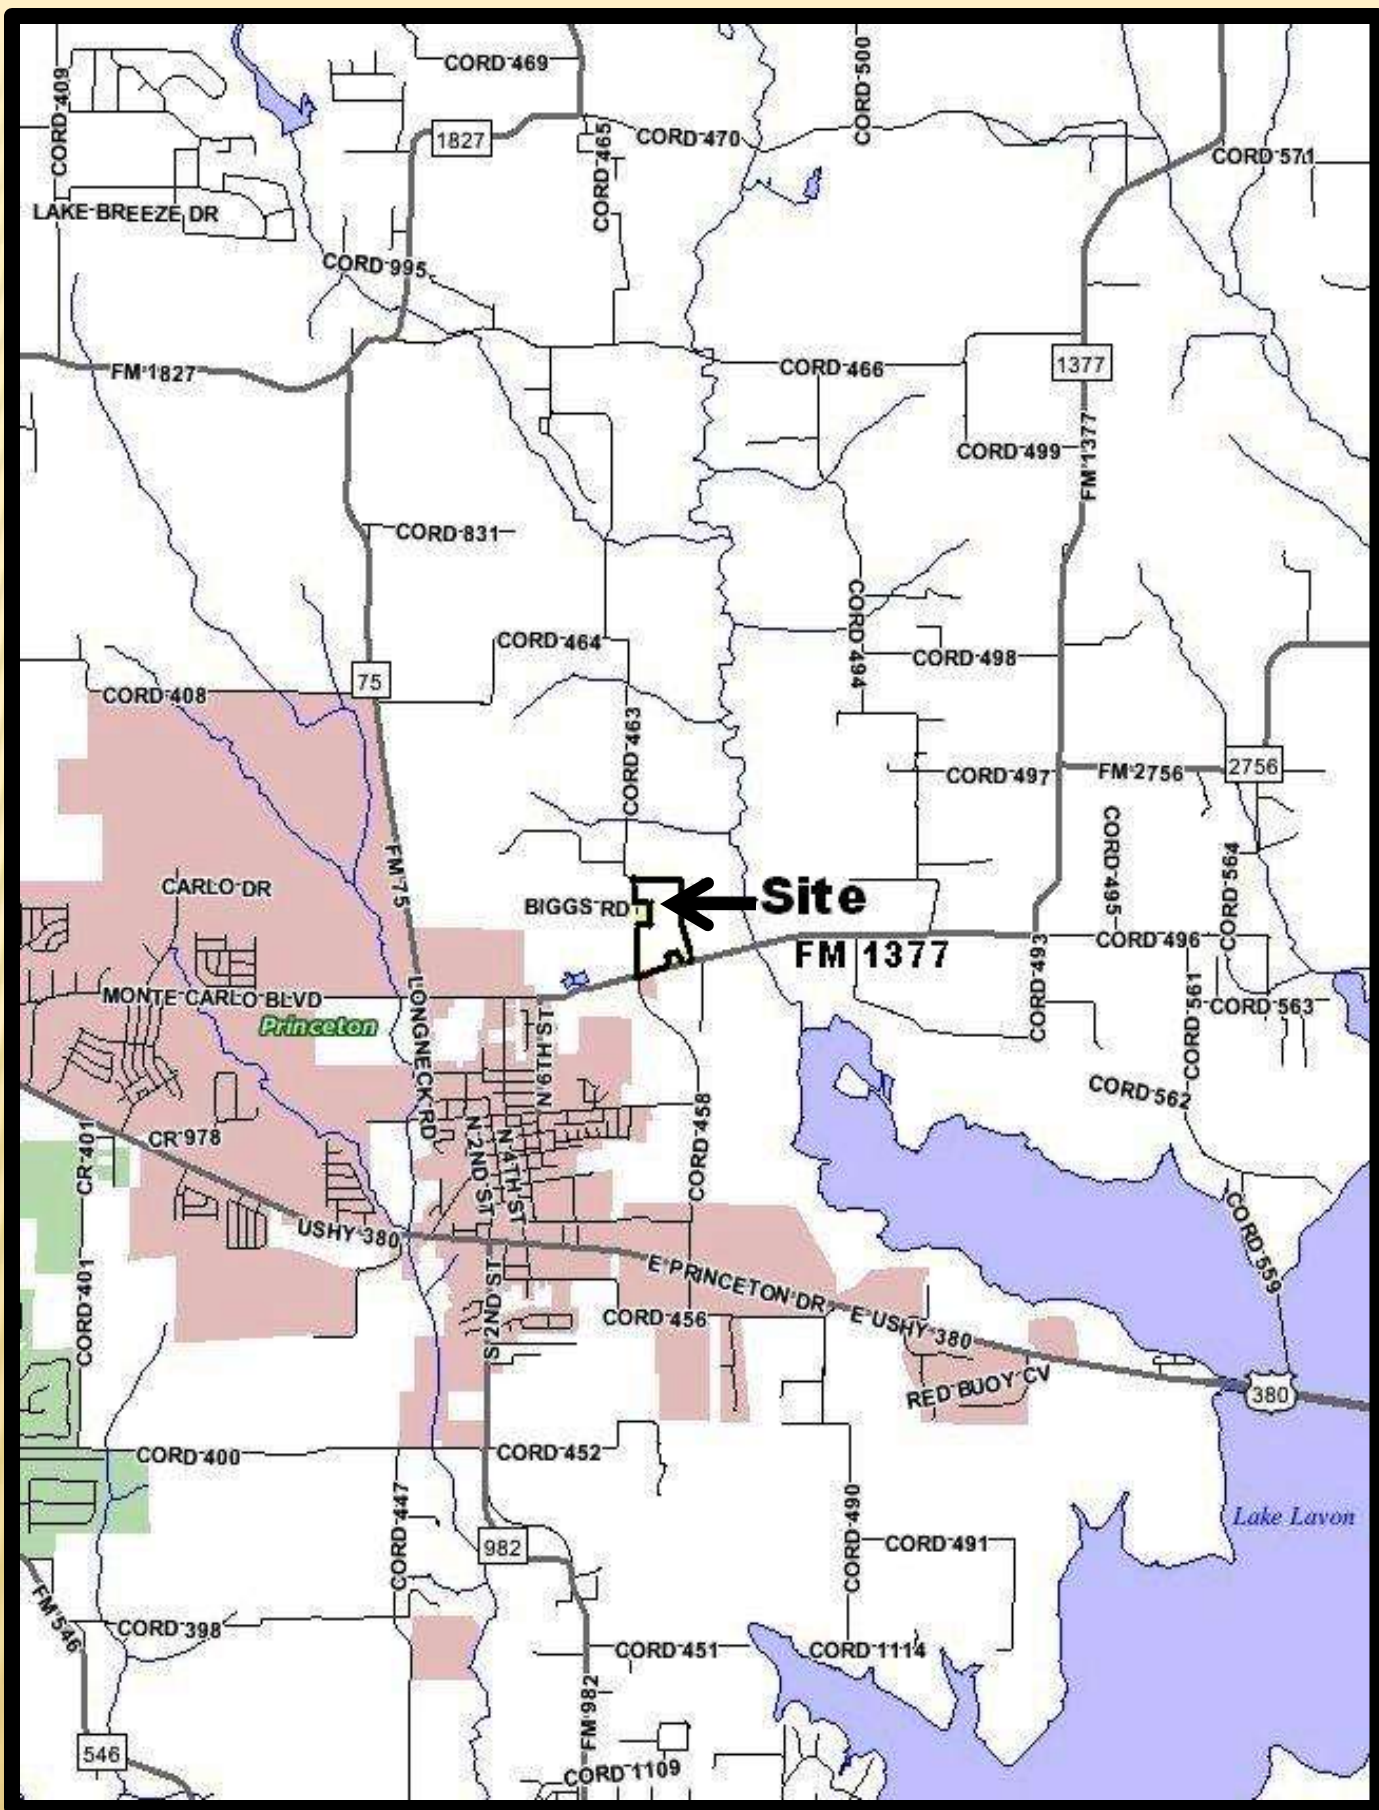 CORD 469
CORD 409
CORD 500
1827
CORD 465
CORD 470
CORD 571
LAKE BREEZE DR
CORD 995
FM 1827
CORD 466
1377
FM 1377
CORD 499
CORD 831
CORD 494
CORD 464
CORD 498
75
CORD 408
CORD 463
CORD 497
FM 2756
2756
CORD 495
CORD 564
FM 75
CARLO DR
BIGGS RD
Site
FM 1377
CORD 496
CORD 493
CORD 561
CORD 563
MONTE CARLO BLVD
Princeton
LONGNECK RD
N 6TH ST
CORD 562
CORD 458
CR 978
CR 401
N 2ND ST
N 4TH ST
CORD 559
USHY 380
E PRINCETON DR
S 2ND ST
CORD 401
CORD 456
E USHY 380
RED BUOY CV
380
CORD 400
CORD 452
CORD 447
CORD 490
Lake Lavon
982
CORD 491
FM 546
CORD 398
CORD 451
CORD 1114
FM 982
546
CORD 1109